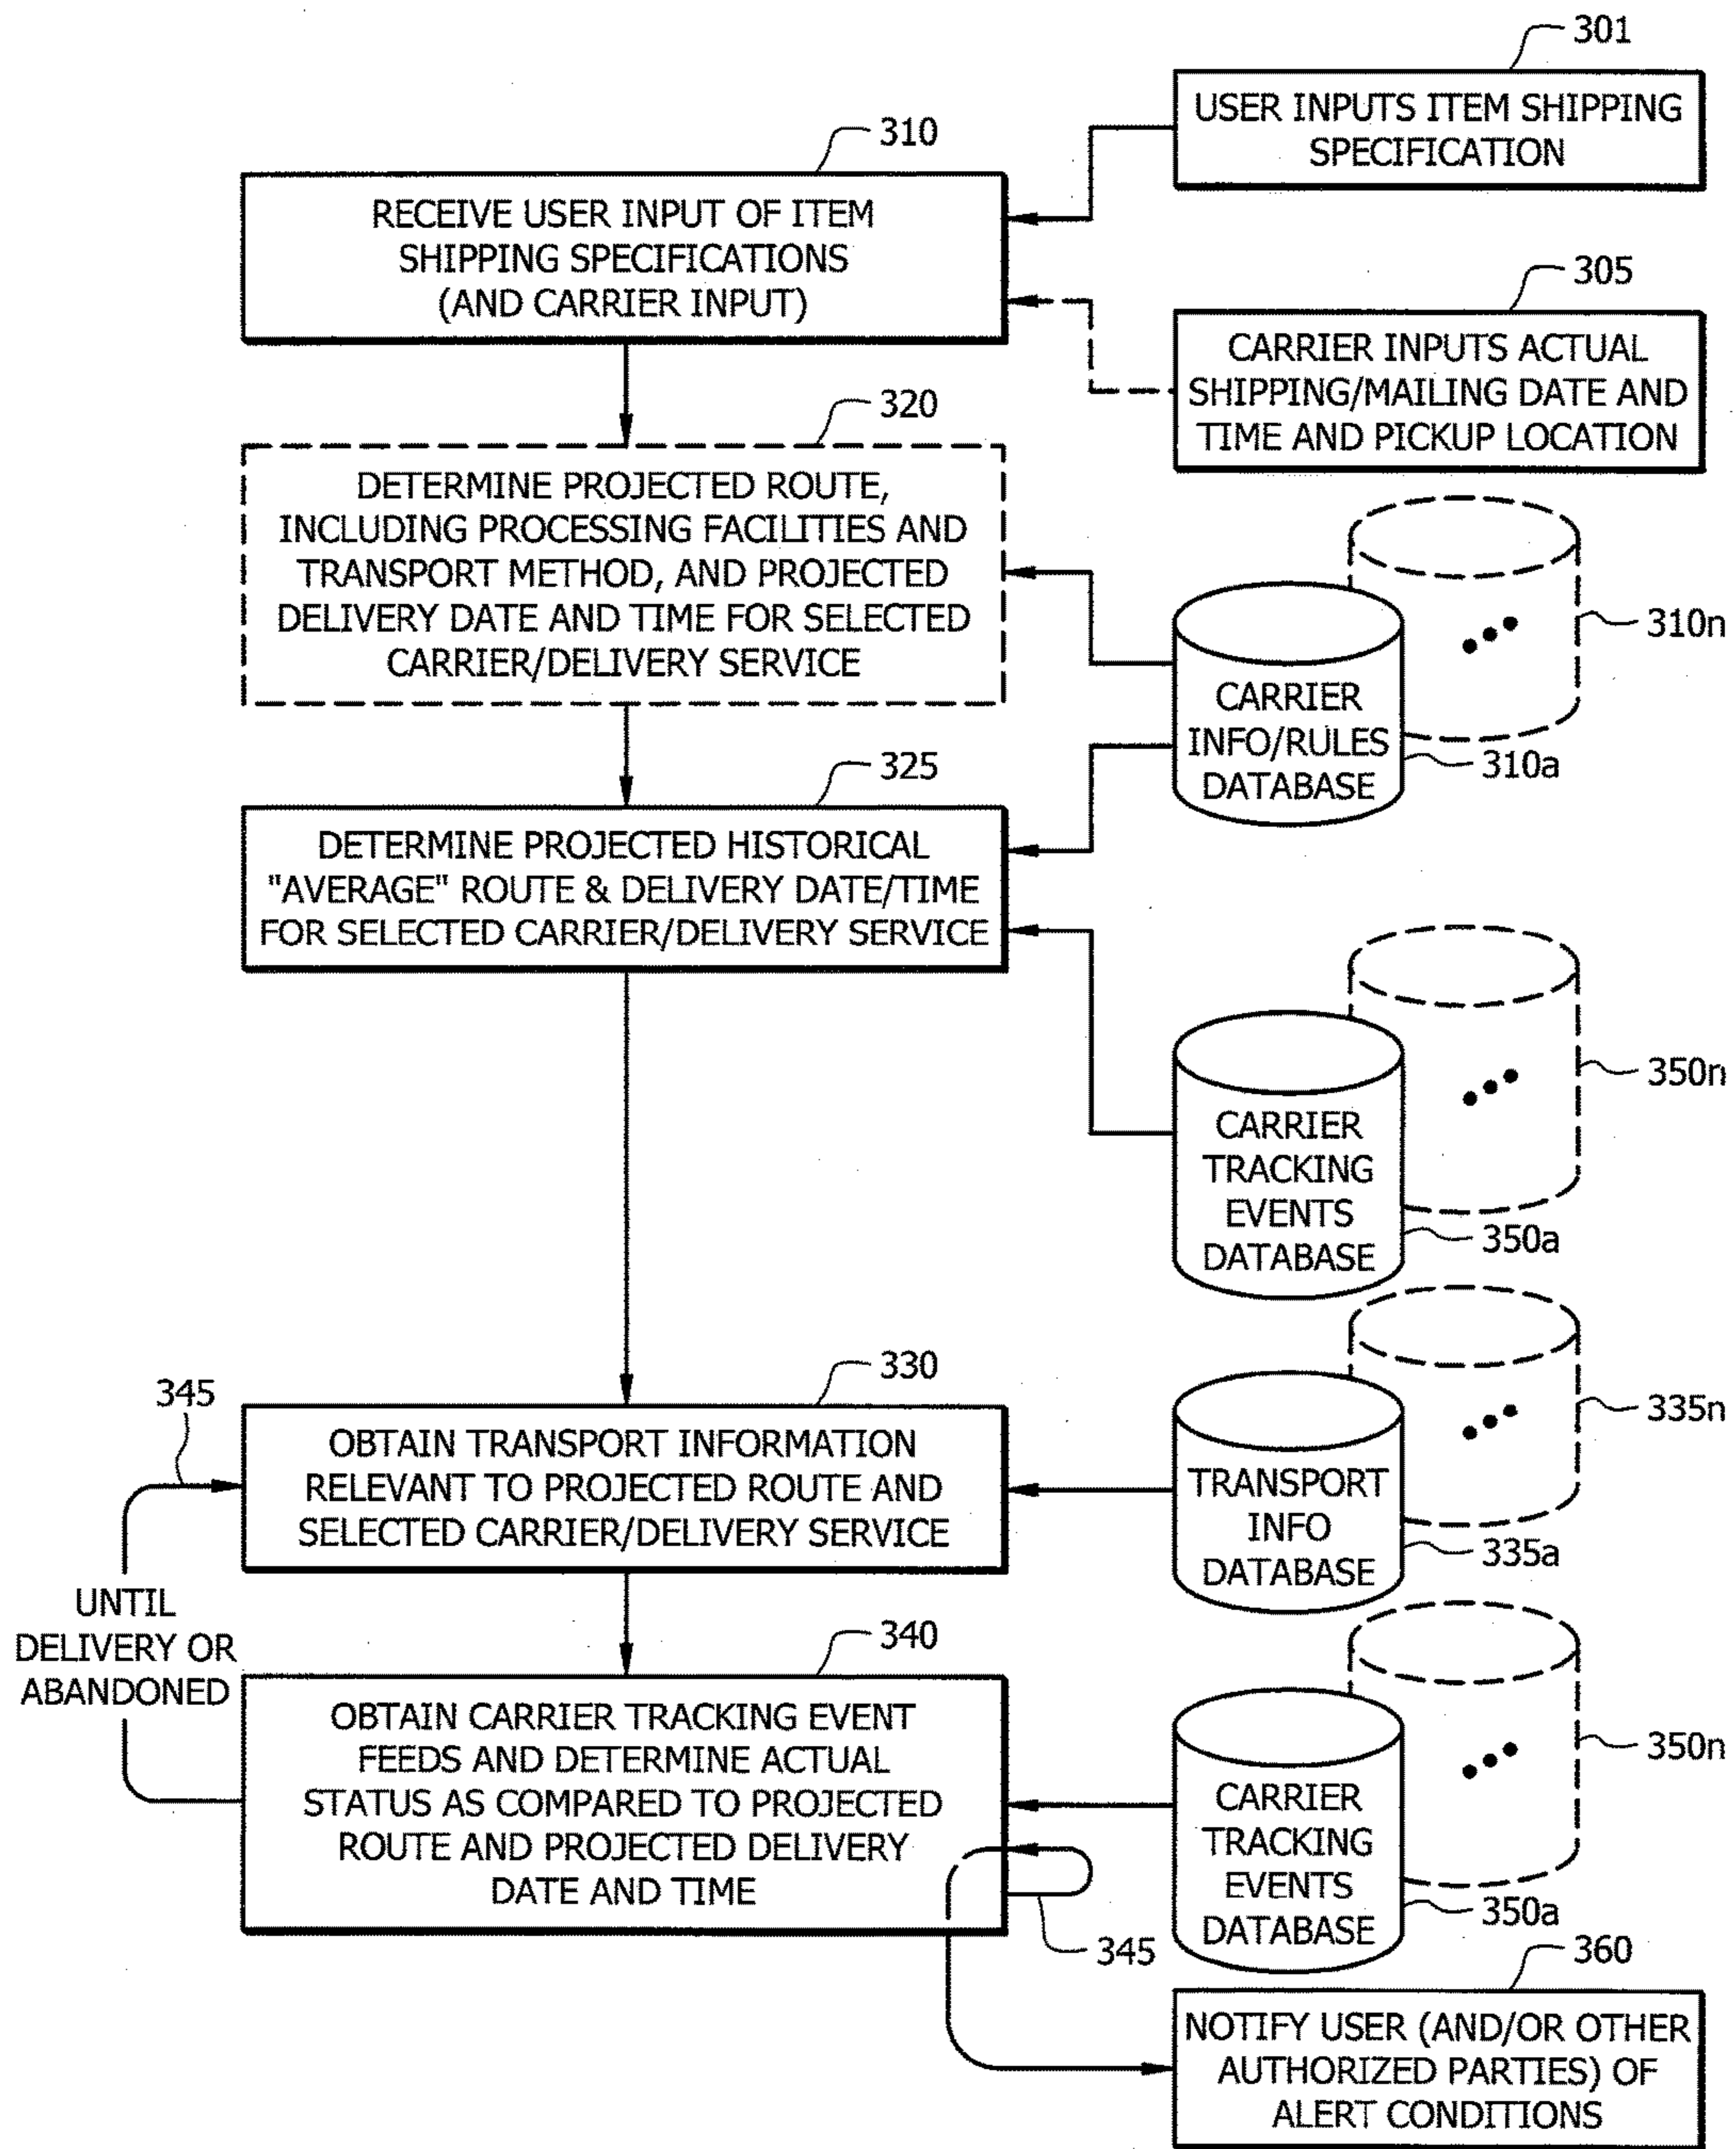 301
USER INPUTS ITEM SHIPPING
SPECIFICATION
310
RECEIVE USER INPUT OF ITEM
SHIPPING SPECIFICATIONS
(AND CARRIER INPUT)
305
CARRIER INPUTS ACTUAL
SHIPPING/MAILING DATE AND
TIME AND PICKUP LOCATION
320
DETERMINE PROJECTED ROUTE,
INCLUDING PROCESSING FACILITIES AND
TRANSPORT METHOD, AND PROJECTED
DELIVERY DATE AND TIME FOR SELECTED
CARRIER/DELIVERY SERVICE
310n
CARRIER
INFO/RULES
DATABASE
310a
325
DETERMINE PROJECTED HISTORICAL
"AVERAGE" ROUTE & DELIVERY DATE/TIME
FOR SELECTED CARRIER/DELIVERY SERVICE
350n
CARRIER
TRACKING
EVENTS
DATABASE
350a
330
345
OBTAIN TRANSPORT INFORMATION
RELEVANT TO PROJECTED ROUTE AND
SELECTED CARRIER/DELIVERY SERVICE
335n
TRANSPORT
INFO
DATABASE
335a
UNTIL
DELIVERY OR
ABANDONED
340
OBTAIN CARRIER TRACKING EVENT
FEEDS AND DETERMINE ACTUAL
STATUS AS COMPARED TO PROJECTED
ROUTE AND PROJECTED DELIVERY
DATE AND TIME
345
350n
CARRIER
TRACKING
EVENTS
DATABASE
350a
360
NOTIFY USER (AND/OR OTHER
AUTHORIZED PARTIES) OF
ALERT CONDITIONS